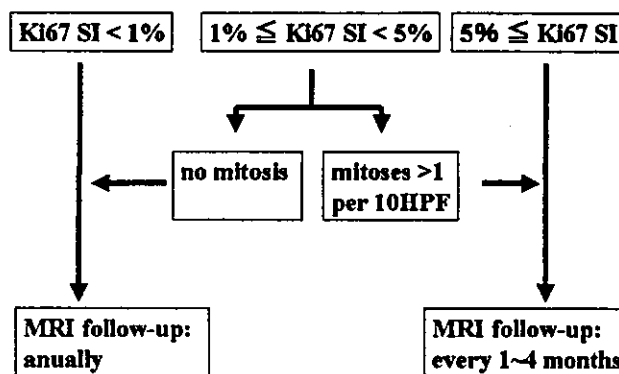 Ki67 SI < 1%
1% ≦ Ki67 SI < 5%
5% ≦ Ki67 SI
no mitosis
mitoses >1
per 10HPF
MRI follow-up:
anually
MRI follow-up:
every 1~4 months